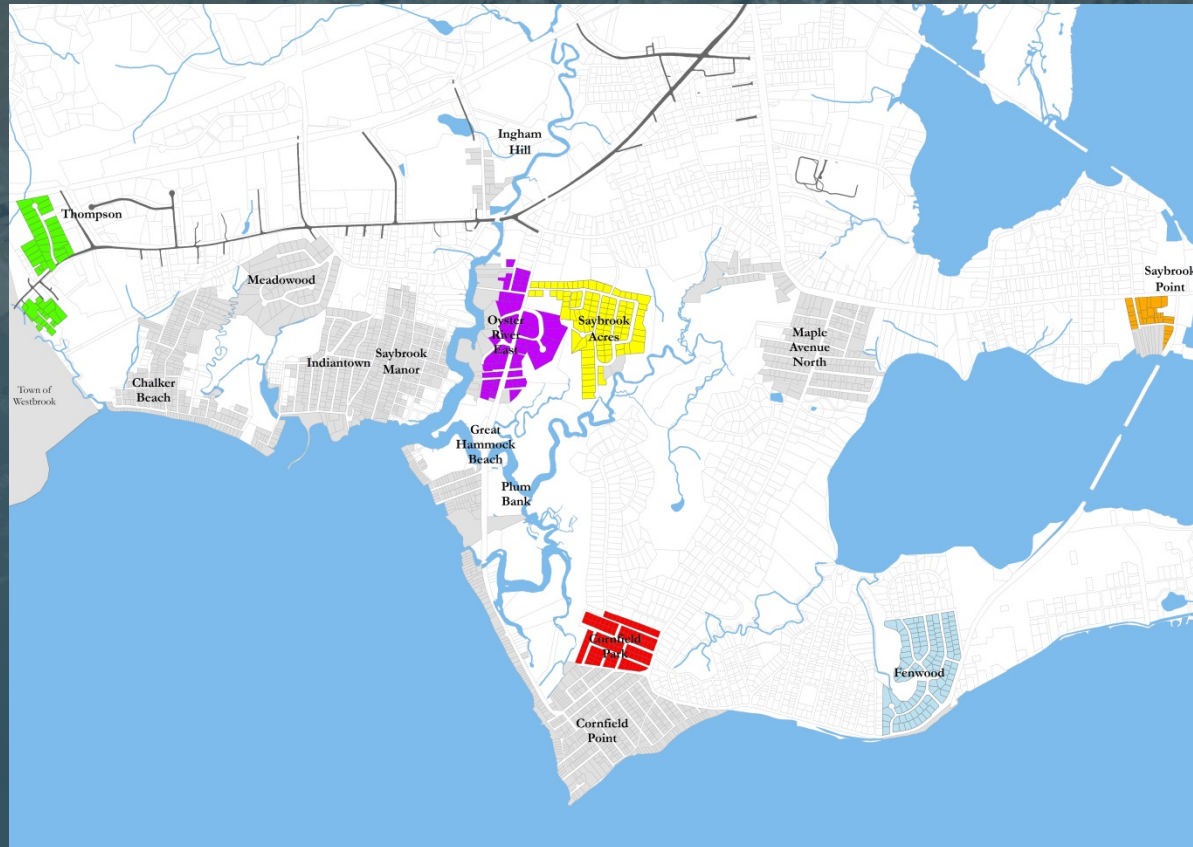 Ingham
Hill
Thompson
Meadowood
Saybrook
Point
Oyster
River
East
Saybrook
Acres
Maple
Avenue
North
Indiantown
Saybrook
Manor
Chalker
Beach
Town of
Westbrook
Great
Hammock
Beach
Plum
Bank
Cornfield
Park
Fenwood
Cornfield
Point